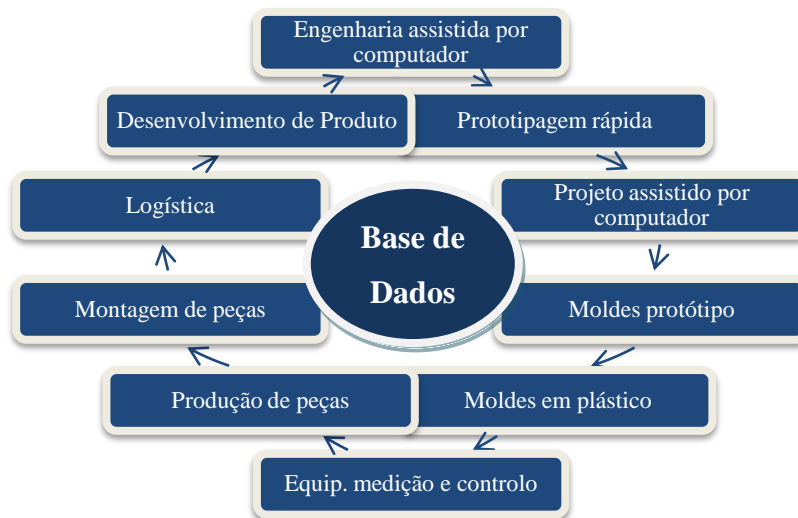 Engenharia assistida por
computador
Desenvolvimento de Produto
Prototipagem rápida
Logística
Projeto assistido por
computador
Base de
Dados
Montagem de peças
Moldes protótipo
Produção de peças
Moldes em plástico
Equip. medição e controlo